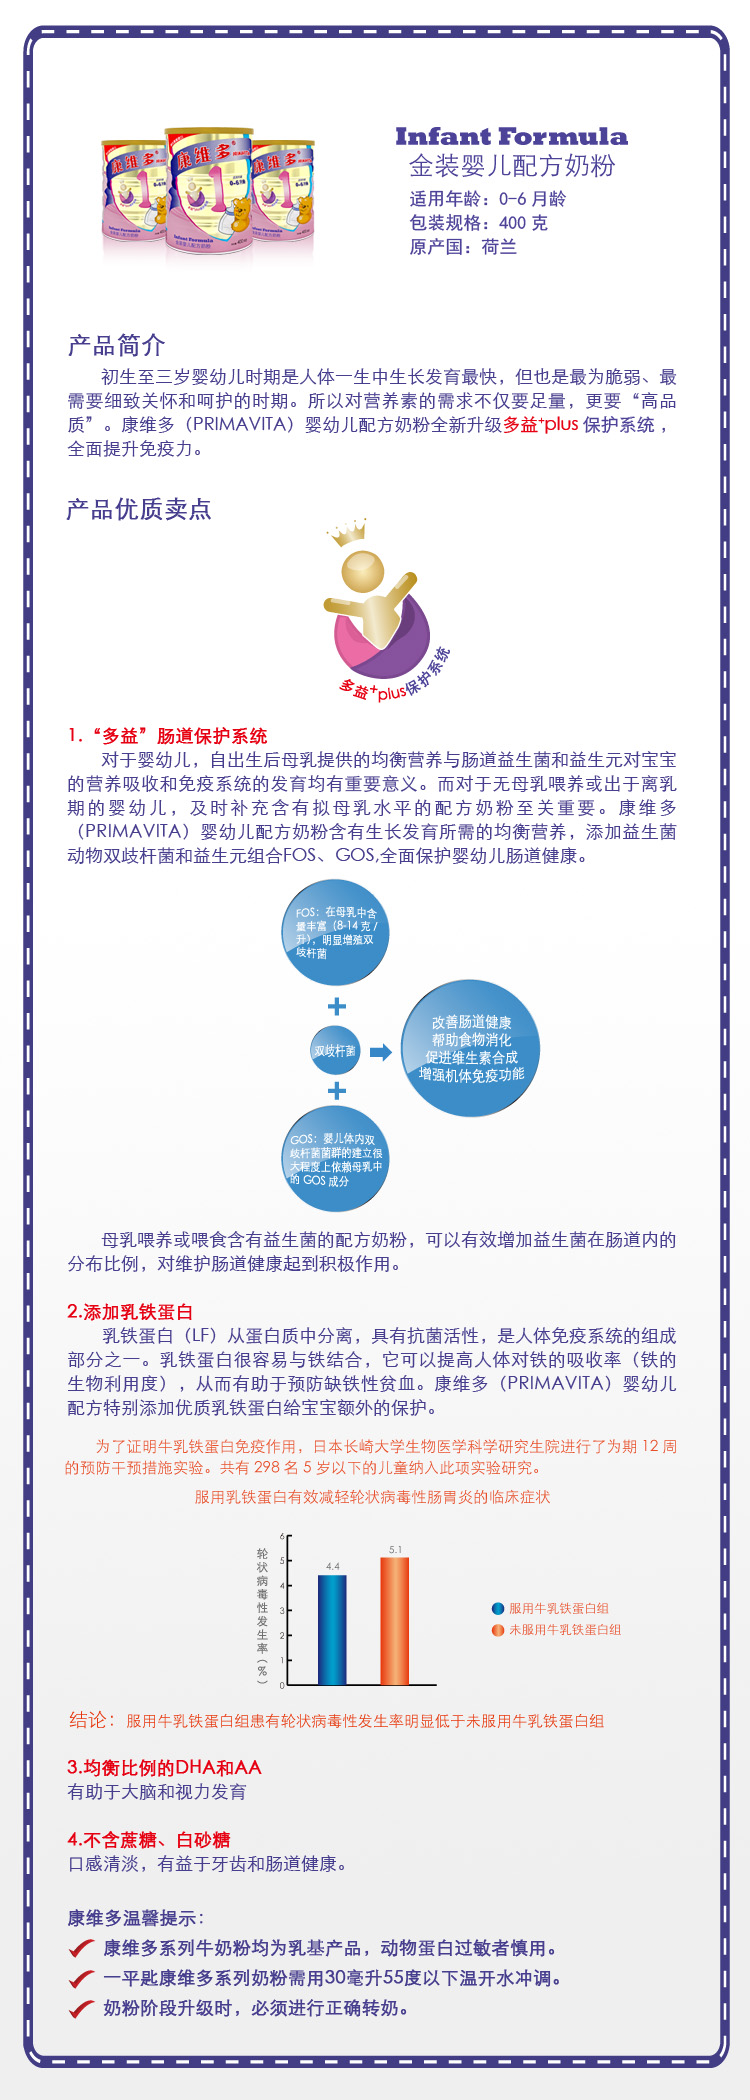 康维多
1
0-6月龄
Infant Formula
Infant Formula
金装婴儿配方奶粉
适用年龄：0-6 月龄
包装规格：400 克
原产国：荷兰
产品简介
初生至三岁婴幼儿时期是人体一生中生长发育最快，但也是最为脆弱、最
需要细致关怀和呵护的时期。所以对营养素的需求不仅要足量，更要“高品
质”。康维多（PRIMAVITA）婴幼儿配方奶粉全新升级多益⁺plus 保护系统，
全面提升免疫力。
产品优质卖点
多益⁺plus保护系统
1.“多益”肠道保护系统
对于婴幼儿，自出生后母乳提供的均衡营养与肠道益生菌和益生元对宝宝
的营养吸收和免疫系统的发育均有重要意义。而对于无母乳喂养或出于离乳
期的婴幼儿，及时补充含有拟母乳水平的配方奶粉至关重要。康维多
（PRIMAVITA）婴幼儿配方奶粉含有生长发育所需的均衡营养，添加益生菌
动物双歧杆菌和益生元组合FOS、GOS,全面保护婴幼儿肠道健康。
FOS：在母乳中含
量丰富（8-14 克 /
升），明显增殖双
歧杆菌
+
双歧杆菌
+
GOS：婴儿体内双
歧杆菌菌群的建立很
大程度上依赖母乳中
的 GOS 成分
改善肠道健康
帮助食物消化
促进维生素合成
增强机体免疫功能
母乳喂养或喂食含有益生菌的配方奶粉，可以有效增加益生菌在肠道内的
分布比例，对维护肠道健康起到积极作用。
2.添加乳铁蛋白
乳铁蛋白（LF）从蛋白质中分离，具有抗菌活性，是人体免疫系统的组成
部分之一。乳铁蛋白很容易与铁结合，它可以提高人体对铁的吸收率（铁的
生物利用度），从而有助于预防缺铁性贫血。康维多（PRIMAVITA）婴幼儿
配方特别添加优质乳铁蛋白给宝宝额外的保护。
为了证明牛乳铁蛋白免疫作用，日本长崎大学生物医学科学研究生院进行了为期 12 周
的预防干预措施实验。共有 298 名 5 岁以下的儿童纳入此项实验研究。
服用乳铁蛋白有效减轻轮状病毒性肠胃炎的临床症状
轮状病毒性发生率（%）
6
5
4
3
2
1
0
4.4
5.1
服用牛乳铁蛋白组
未服用牛乳铁蛋白组
结论：服用牛乳铁蛋白组患有轮状病毒性发生率明显低于未服用牛乳铁蛋白组
3.均衡比例的DHA和AA
有助于大脑和视力发育
4.不含蔗糖、白砂糖
口感清淡，有益于牙齿和肠道健康。
康维多温馨提示：
康维多系列牛奶粉均为乳基产品，动物蛋白过敏者慎用。
一平匙康维多系列奶粉需用30毫升55度以下温开水冲调。
奶粉阶段升级时，必须进行正确转奶。